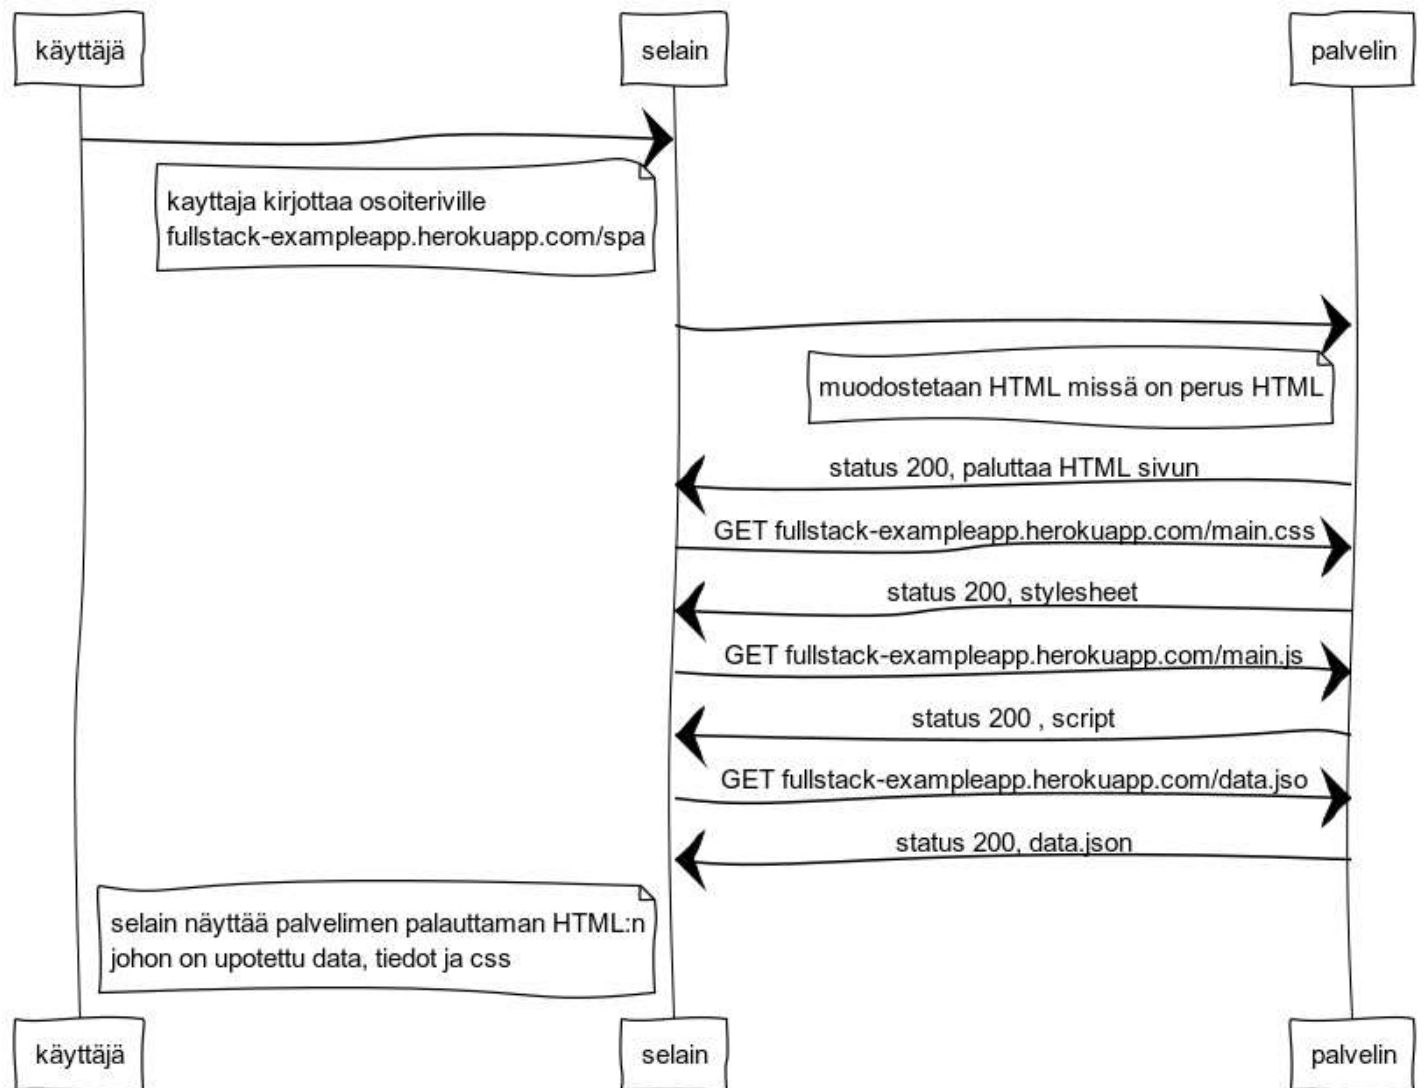 käyttäjä
selain
palvelin
kayttaja kirjottaa osoiteriville
fullstack-exampleapp.herokuapp.com/spa
muodostetaan HTML missä on perus HTML
status 200, paluttaa HTML sivun
GET fullstack-exampleapp.herokuapp.com/main.css
status 200, stylesheet
GET fullstack-exampleapp.herokuapp.com/main.js
status 200 , script
GET fullstack-exampleapp.herokuapp.com/data.jso
status 200, data.json
selain näyttää palvelimen palauttaman HTML:n
johon on upotettu data, tiedot ja css
käyttäjä
selain
palvelin